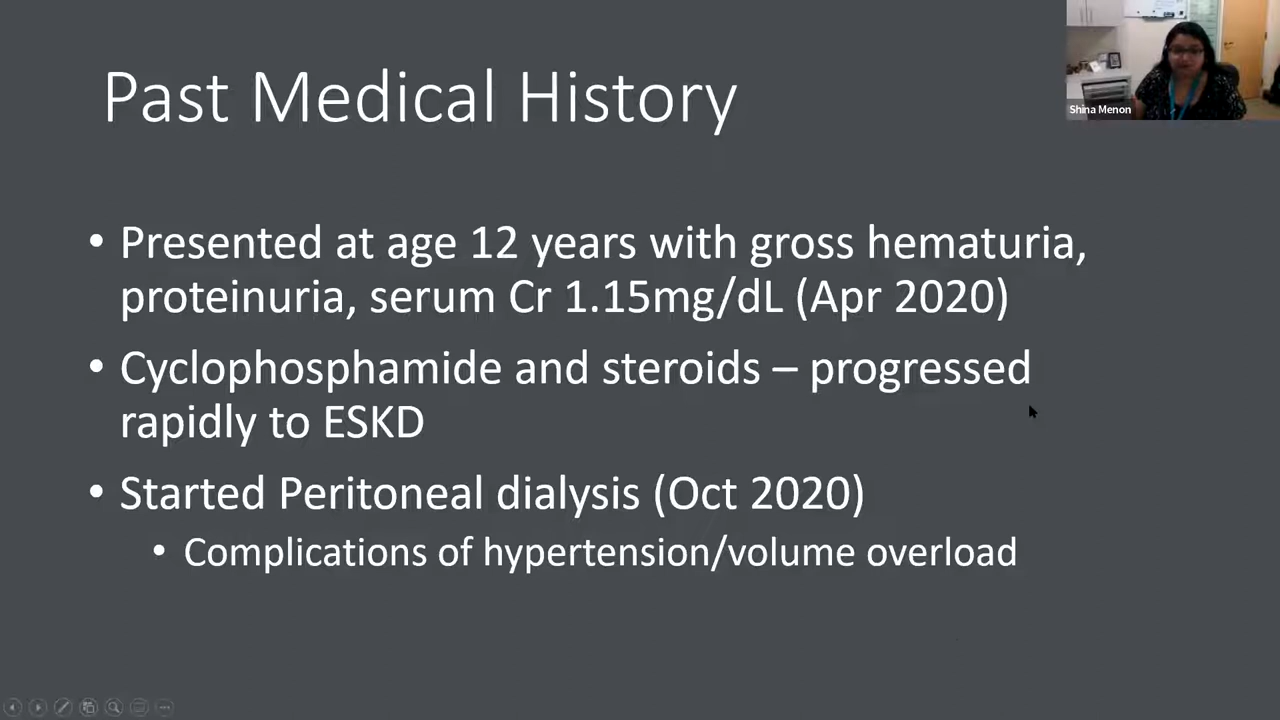 Past Medical History
Shina Menon
• Presented at age 12 years with gross hematuria,
proteinuria, serum Cr 1.15mg/dL (Apr 2020)
• Cyclophosphamide and steroids – progressed
rapidly to ESKD
• Started Peritoneal dialysis (Oct 2020)
• Complications of hypertension/volume overload